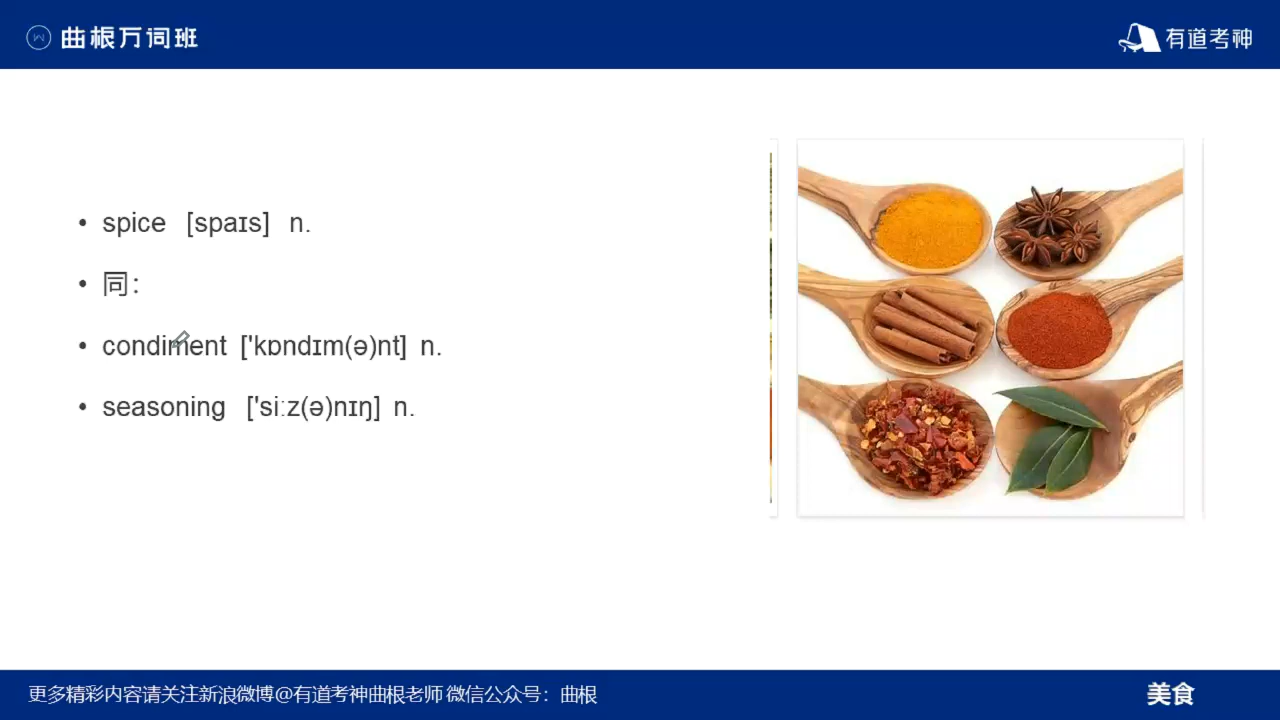 曲根万词班
有道考神
• spice [spaɪs] n.
• 同：
• condiment ['kɒndɪm(ə)nt] n.
• seasoning ['siːz(ə)nɪŋ] n.
更多精彩内容请关注新浪微博@有道考神曲根老师 微信公众号：曲根
美食